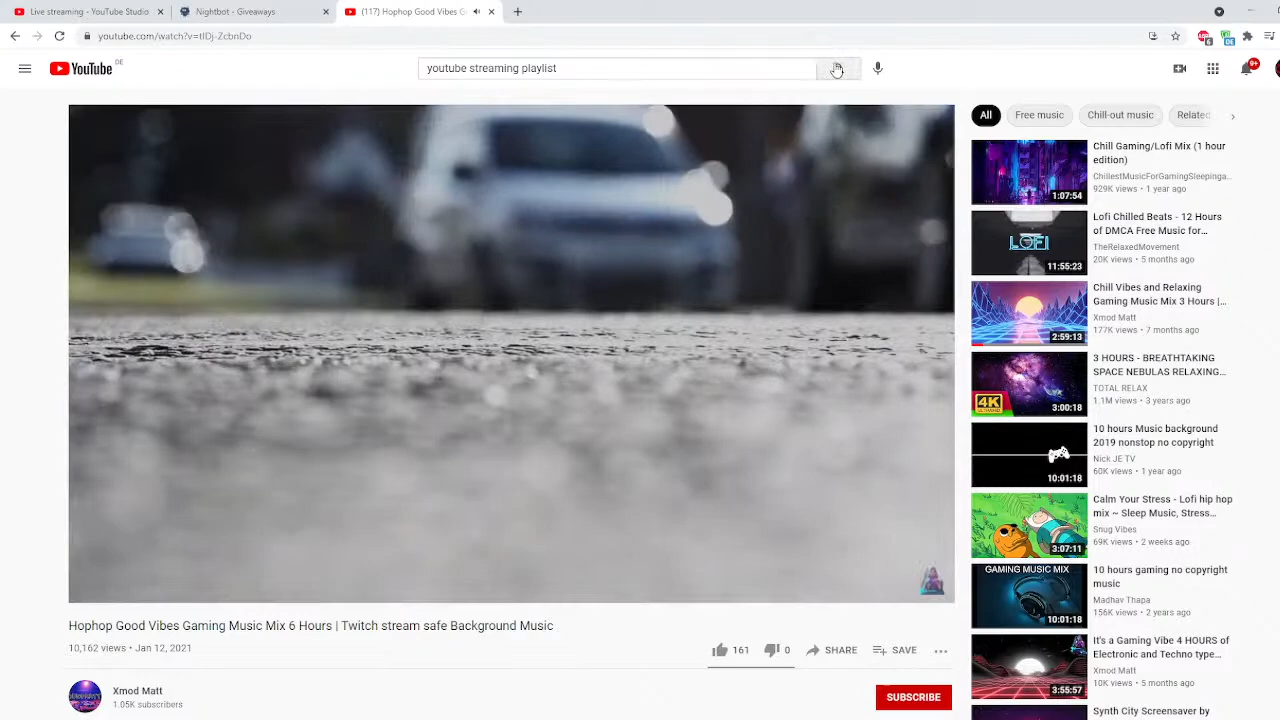 Live streaming - YouTube Studio
Nightbot - Giveaways
(117) Hophop Good Vibes G
youtube.com/watch?v=tIDj-ZcbnDo
YouTube DE
youtube streaming playlist
9+
All
Free music
Chill-out music
Related
Chill Gaming/Lofi Mix (1 hour
edition)
ChillestMusicForGamingSleepinga...
929K views • 1 year ago
1:07:54
Lofi Chilled Beats - 12 Hours
of DMCA Free Music for...
TheRelaxedMovement
20K views • 5 months ago
LOFI
11:55:23
Chill Vibes and Relaxing
Gaming Music Mix 3 Hours |...
Xmod Matt
177K views • 7 months ago
2:59:13
3 HOURS - BREATHTAKING
SPACE NEBULAS RELAXING...
TOTAL RELAX
1.1M views • 3 years ago
4K
3:00:18
10 hours Music background
2019 nonstop no copyright
Nick JE TV
60K views • 1 year ago
10:01:18
Calm Your Stress - Lofi hip hop
mix ~ Sleep Music, Stress...
Snug Vibes
69K views • 2 weeks ago
3:07:11
GAMING MUSIC MIX
10 hours gaming no copyright
music
Madhav Thapa
156K views • 2 years ago
10:01:18
It's a Gaming Vibe 4 HOURS of
Electronic and Techno type...
Xmod Matt
10K views • 5 months ago
3:55:57
Synth City Screensaver by
Hophop Good Vibes Gaming Music Mix 6 Hours | Twitch stream safe Background Music
10,162 views • Jan 12, 2021
161
0
SHARE
SAVE
Xmod Matt
1.05K subscribers
SUBSCRIBE